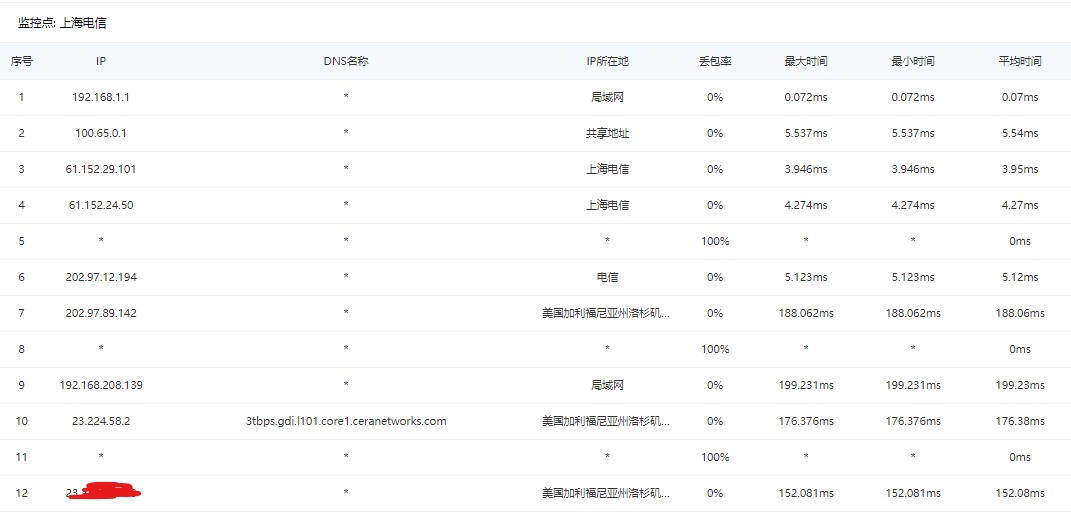 监控点: 上海电信
序号 IP DNS名称 IP所在地 丢包率 最大时间 最小时间 平均时间
1 192.168.1.1 * 局域网 0% 0.072ms 0.072ms 0.07ms
2 100.65.0.1 * 共享地址 0% 5.537ms 5.537ms 5.54ms
3 61.152.29.101 * 上海电信 0% 3.946ms 3.946ms 3.95ms
4 61.152.24.50 * 上海电信 0% 4.274ms 4.274ms 4.27ms
5 * * * 100% * * 0ms
6 202.97.12.194 * 电信 0% 5.123ms 5.123ms 5.12ms
7 202.97.89.142 * 美国加利福尼亚州洛杉矶... 0% 188.062ms 188.062ms 188.06ms
8 * * * 100% * * 0ms
9 192.168.208.139 * 局域网 0% 199.231ms 199.231ms 199.23ms
10 23.224.58.2 3tbps.gdi.l101.core1.ceranetworks.com 美国加利福尼亚州洛杉矶... 0% 176.376ms 176.376ms 176.38ms
11 * * * 100% * * 0ms
12 23. * 美国加利福尼亚州洛杉矶... 0% 152.081ms 152.081ms 152.08ms